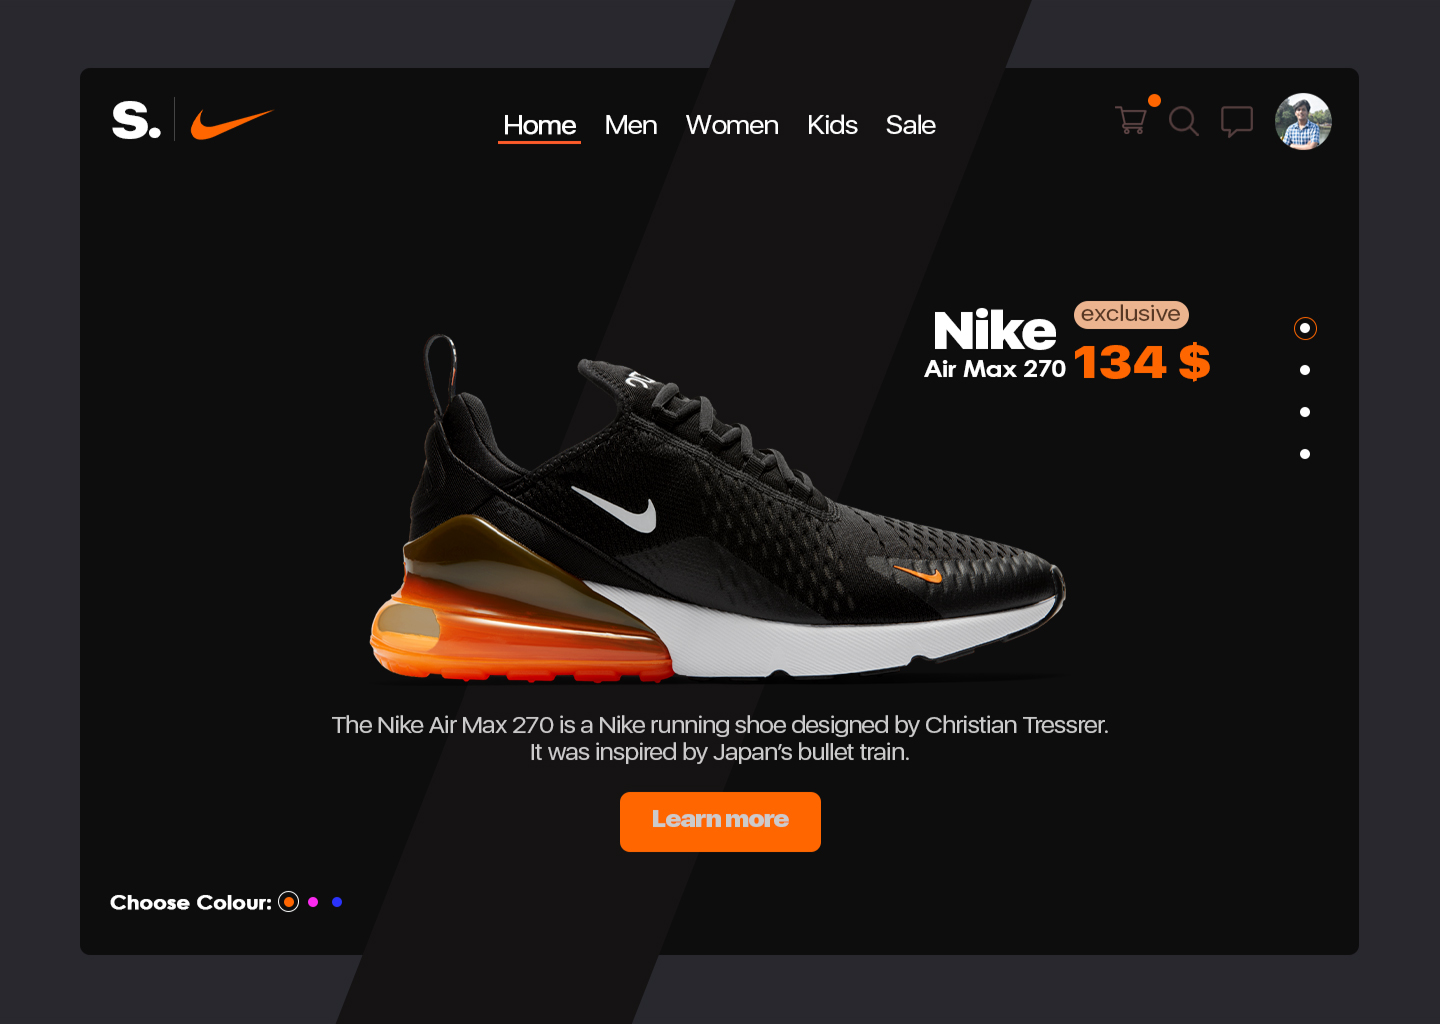 S.
Home Men Women Kids Sale
exclusive
Nike
134 $
Air Max 270
The Nike Air Max 270 is a Nike running shoe designed by Christian Tressrer.
It was inspired by Japan's bullet train.
Learn more
Choose Colour: